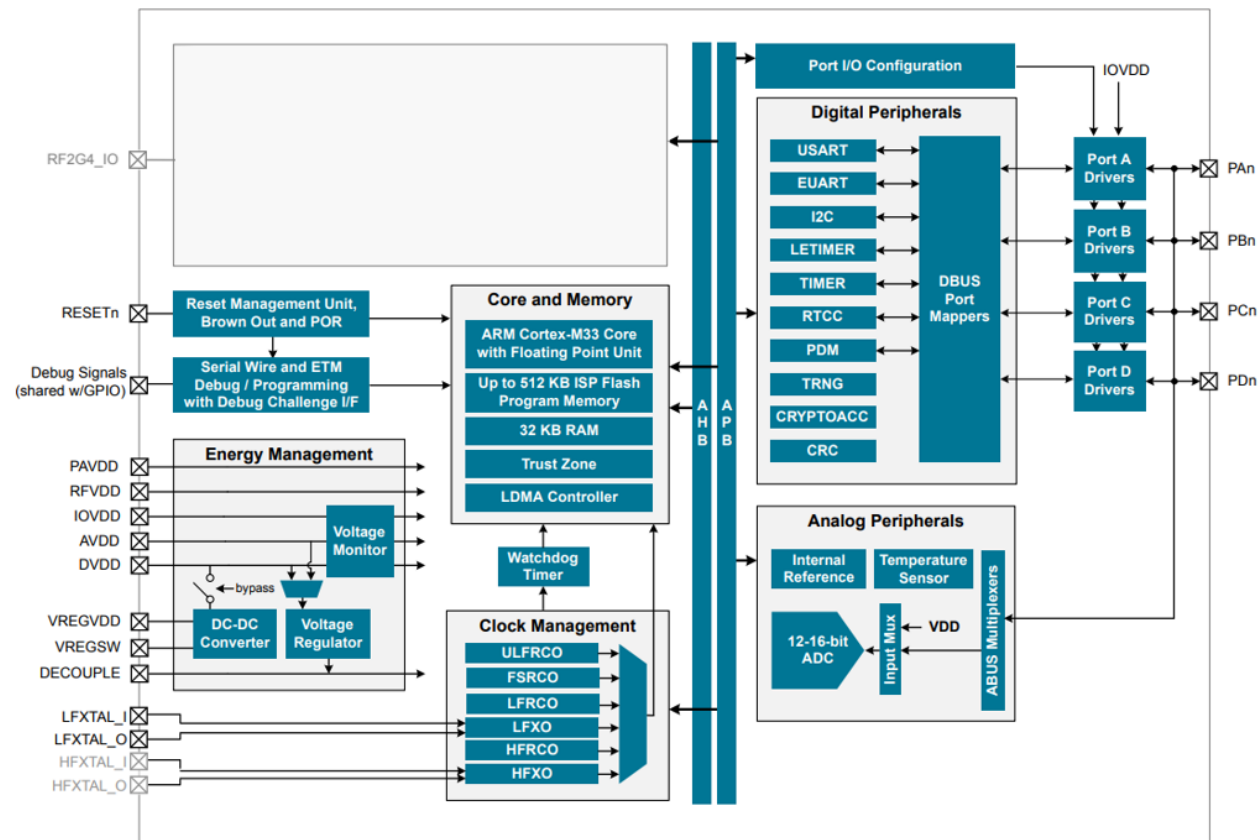 RF2G4_IO
RESETn
Debug Signals
(shared w/GPIO)
Reset Management Unit,
Brown Out and POR
Serial Wire and ETM
Debug / Programming
with Debug Challenge I/F
Energy Management
PAVDD
RFVDD
IOVDD
AVDD
DVDD
VREGVDD
VREGSW
DECOUPLE
Voltage
Monitor
bypass
DC-DC
Converter
Voltage
Regulator
LFXTAL_I
LFXTAL_O
HFXTAL_I
HFXTAL_O
Core and Memory
ARM Cortex-M33 Core
with Floating Point Unit
Up to 512 KB ISP Flash
Program Memory
32 KB RAM
Trust Zone
LDMA Controller
Watchdog
Timer
Clock Management
ULFRCO
FSRCO
LFRCO
LFXO
HFRCO
HFXO
AHB
APB
Port I/O Configuration
IOVDD
Digital Peripherals
USART
EUART
I2C
LETIMER
TIMER
RTCC
PDM
TRNG
CRYPTOACC
CRC
DBUS
Port
Mappers
Port A
Drivers
Port B
Drivers
Port C
Drivers
Port D
Drivers
PAn
PBn
PCn
PDn
Analog Peripherals
Internal
Reference
Temperature
Sensor
12-16-bit
ADC
Input Mux
VDD
ABUS Multiplexers